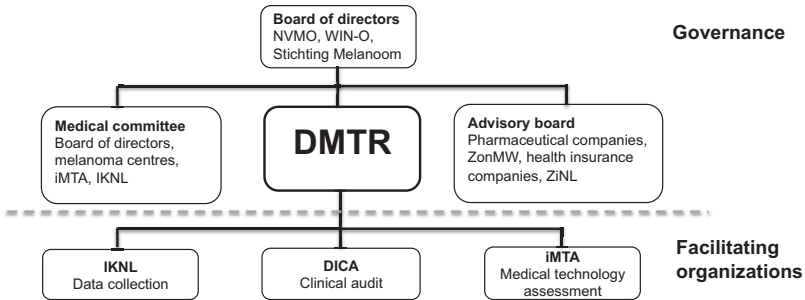 Board of directors
NVMO, WIN-O,
Stichting Melanoom
Governance
Medical committee
Board of directors,
melanoma centres,
iMTA, IKNL
DMTR
Advisory board
Pharmaceutical companies,
ZonMW, health insurance
companies, ZiNL
IKNL
Data collection
DICA
Clinical audit
iMTA
Medical technology
assessment
Facilitating
organizations